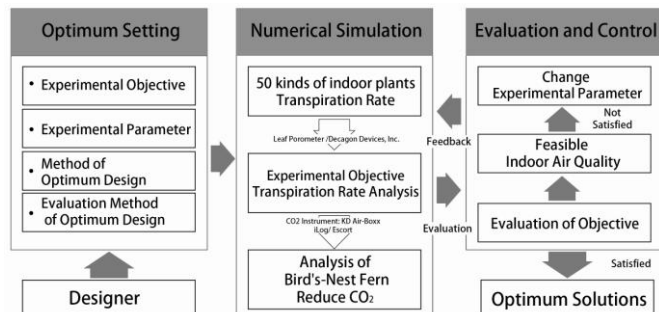 Optimum Setting
• Experimental Objective
• Experimental Parameter
• Method of
Optimum Design
• Evaluation Method
of Optimum Design
Designer
Numerical Simulation
50 kinds of indoor plants
Transpiration Rate
Leaf Porometer /Decagon Devices, Inc.
Experimental Objective
Transpiration Rate Analysis
CO2 Instrument: KD Air-Boxx
iLog/ Escort
Analysis of
Bird's-Nest Fern
Reduce CO₂
Feedback
Evaluation
Evaluation and Control
Change
Experimental Parameter
Not
Satisfied
Feasible
Indoor Air Quality
Evaluation of Objective
Satisfied
Optimum Solutions